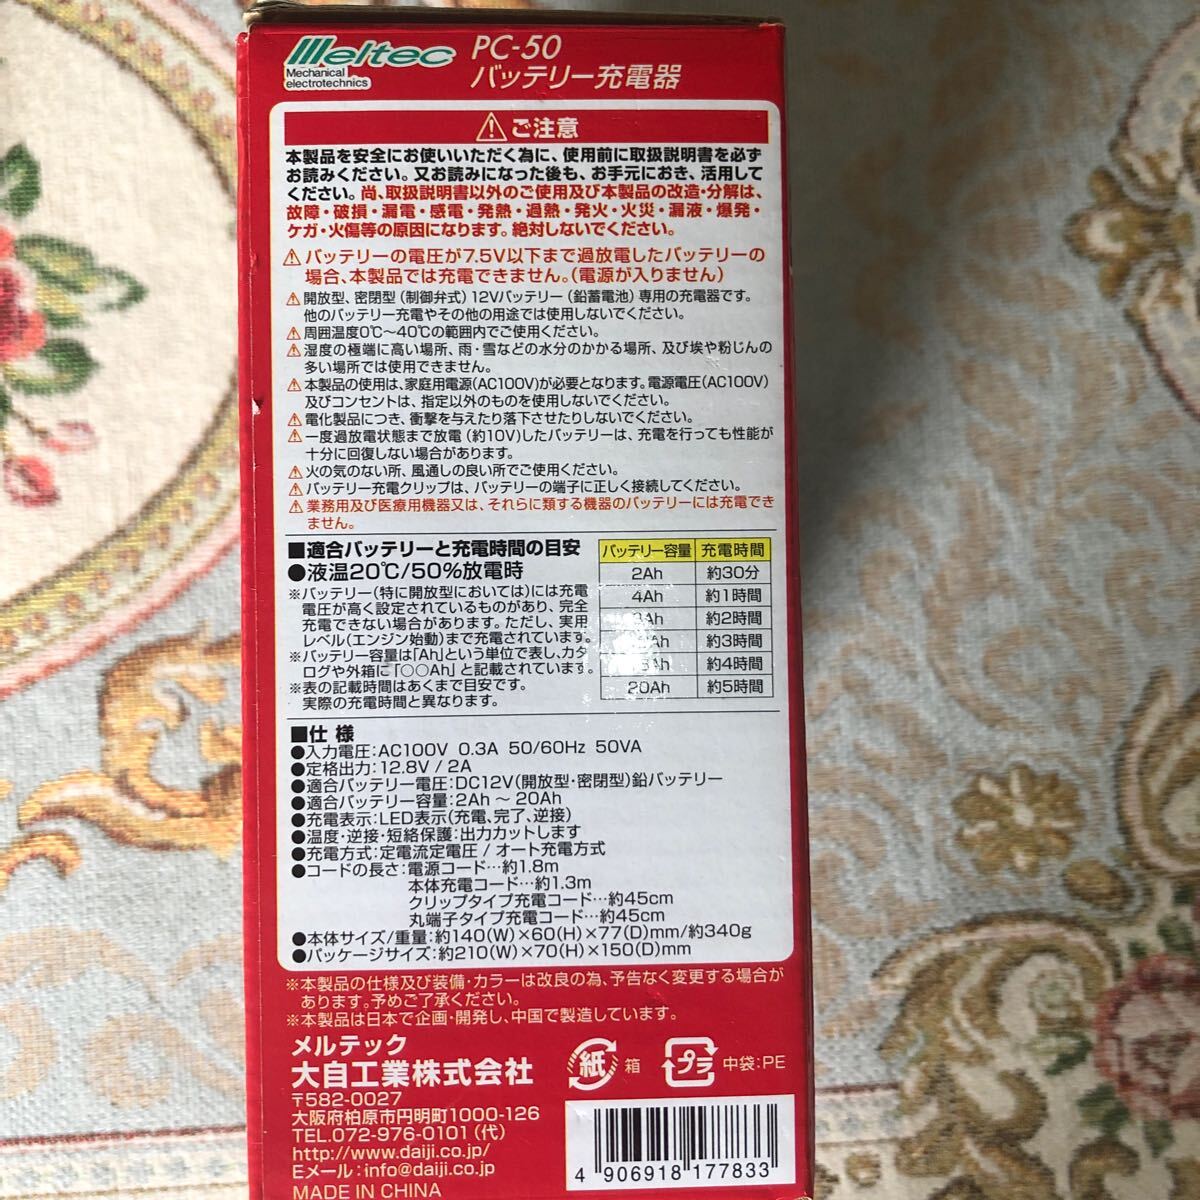 Meltec
Mechanical
electrotechnics
PC-50
バッテリー充電器
⚠ご注意
本製品を安全にお使いいただく為に、使用前に取扱説明書を必ず
お読みください。又お読みになった後も、お手元におき、活用して
ください。尚、取扱説明書以外のご使用及び本製品の改造・分解は、
故障・破損・漏電・感電・発熱・過熱・発火・火災・漏液・爆発・
ケガ・火傷等の原因になります。絶対しないでください。
⚠バッテリーの電圧が7.5V以下まで過放電したバッテリーの
場合、本製品では充電できません。（電源が入りません）
⚠開放型、密閉型（制御弁式）12Vバッテリー（鉛蓄電池）専用の充電器です。
他のバッテリー充電やその他の用途では使用しないでください。
⚠周囲温度0℃～40℃の範囲内でご使用ください。
⚠湿度の極端に高い場所、雨・雪などの水分のかかる場所、及び埃や粉じんの
多い場所では使用できません。
⚠本製品の使用は、家庭用電源(AC100V)が必要となります。電源電圧(AC100V)
及びコンセントは、指定以外のものを使用しないでください。
⚠電化製品につき、衝撃を与えたり落下させたりしないでください。
⚠一度過放電状態まで放電（約10V)したバッテリーは、充電を行っても性能が
十分に回復しない場合があります。
⚠火の気のない所、風通しの良い所でご使用ください。
⚠バッテリー充電クリップは、バッテリーの端子に正しく接続してください。
⚠業務用及び医療用機器又は、それらに類する機器のバッテリーには充電でき
ません。
■適合バッテリーと充電時間の目安
●液温20℃/50%放電時
※バッテリー（特に開放型においては)には充電
電圧が高く設定されているものがあり、完全
充電できない場合があります。ただし、実用
レベル(エンジン始動)まで充電されています。
※バッテリー容量は「Ah」という単位で表し、カタ
ログや外箱に「○○Ah」と記載されています。
※表の記載時間はあくまで目安です。
実際の充電時間と異なります。
バッテリー容量 充電時間
2Ah 約30分
4Ah 約1時間
8Ah 約2時間
Ah 約3時間
Ah 約4時間
20Ah 約5時間
■仕 様
●入力電圧:AC100V 0.3A 50/60Hz 50VA
●定格出力:12.8V / 2A
●適合バッテリー電圧:DC12V(開放型・密閉型)鉛バッテリー
●適合バッテリー容量:2Ah ～ 20Ah
●充電表示:LED表示(充電、完了、逆接)
●温度・逆接・短絡保護:出力カットします
●充電方式:定電流定電圧 / オート充電方式
●コードの長さ:電源コード…約1.8m
本体充電コード…約1.3m
クリップタイプ充電コード…約45cm
丸端子タイプ充電コード…約45cm
●本体サイズ/重量:約140(W)×60(H)×77(D)mm/約340g
●パッケージサイズ:約210(W)×70(H)×150(D)mm
※本製品の仕様及び装備・カラーは改良の為、予告なく変更する場合が
あります。予めご了承ください。
※本製品は日本で企画・開発し、中国で製造しています。
メルテック
大自工業株式会社
〒582-0027
大阪府柏原市円明町1000-126
TEL.072-976-0101（代）
http://www.daiji.co.jp/
Eメール:info@daiji.co.jp
MADE IN CHINA
紙 箱
プラ 中袋:PE
4 906918 177833